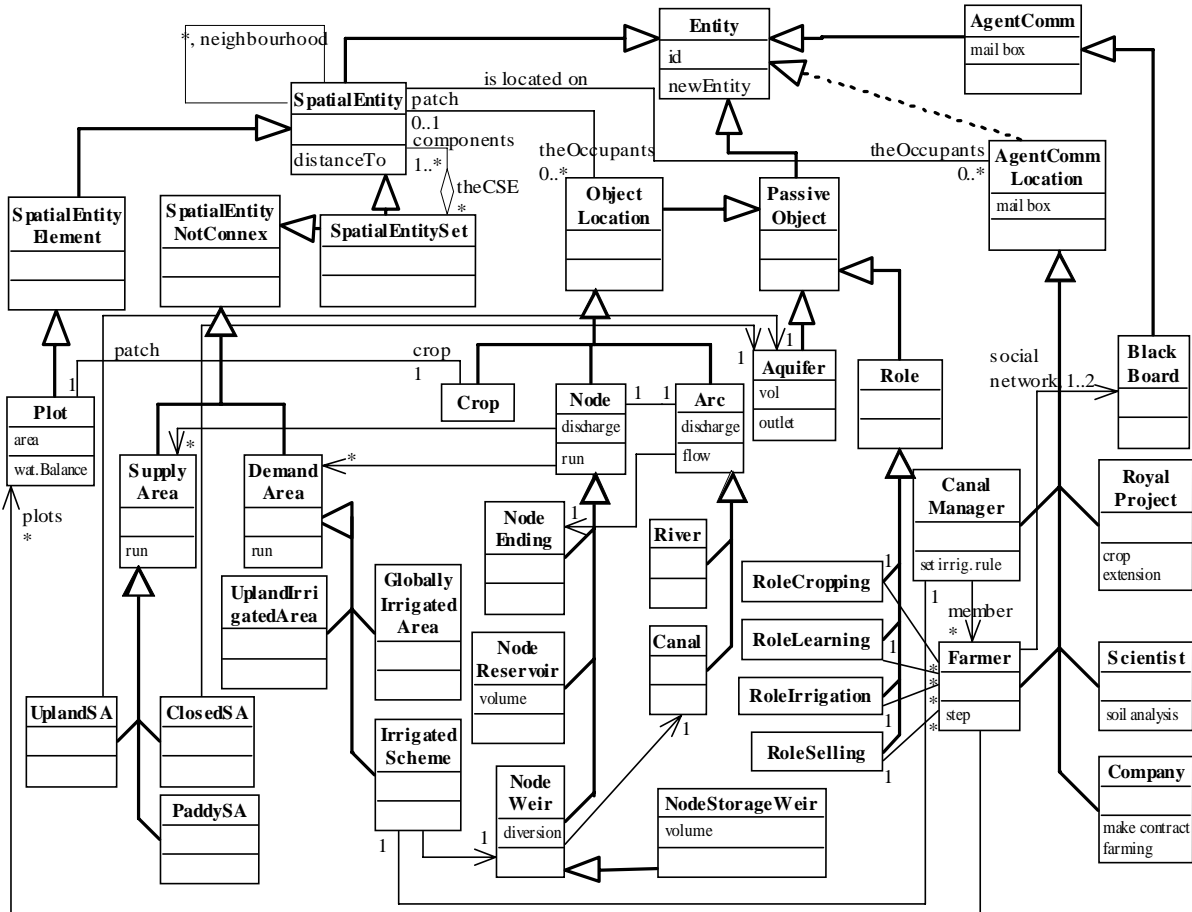 Entity
id
newEntity
AgentComm
mail box
*, neighbourhood
SpatialEntity
distanceTo
is located on
patch
0..1
components
1..*
theCSE
*
theOccupants
0..*
theOccupants
0..*
AgentComm
Location
mail box
SpatialEntity
Element
SpatialEntity
NotConnex
SpatialEntitySet
Object
Location
Passive
Object
patch
1
crop
1
Crop
Plot
area
wat.Balance
plots
*
Node
discharge
run
1
1
Arc
discharge
flow
1
1
Aquifer
vol
outlet
Role
social
network, 1..2
Black
Board
*
*
Supply
Area
run
Demand
Area
run
Node
Ending
1
River
Canal
Manager
set irrig. rule
Royal
Project
crop
extension
UplandIrri
gatedArea
Globally
Irrigated
Area
Node
Reservoir
volume
Canal
1
RoleCropping
1
RoleLearning
1
RoleIrrigation
1
RoleSelling
1
*
*
*
*
1
member
*
Farmer
step
Scientist
soil analysis
UplandSA
ClosedSA
PaddySA
Irrigated
Scheme
1
1
Node
Weir
diversion
NodeStorageWeir
volume
Company
make contract
farming